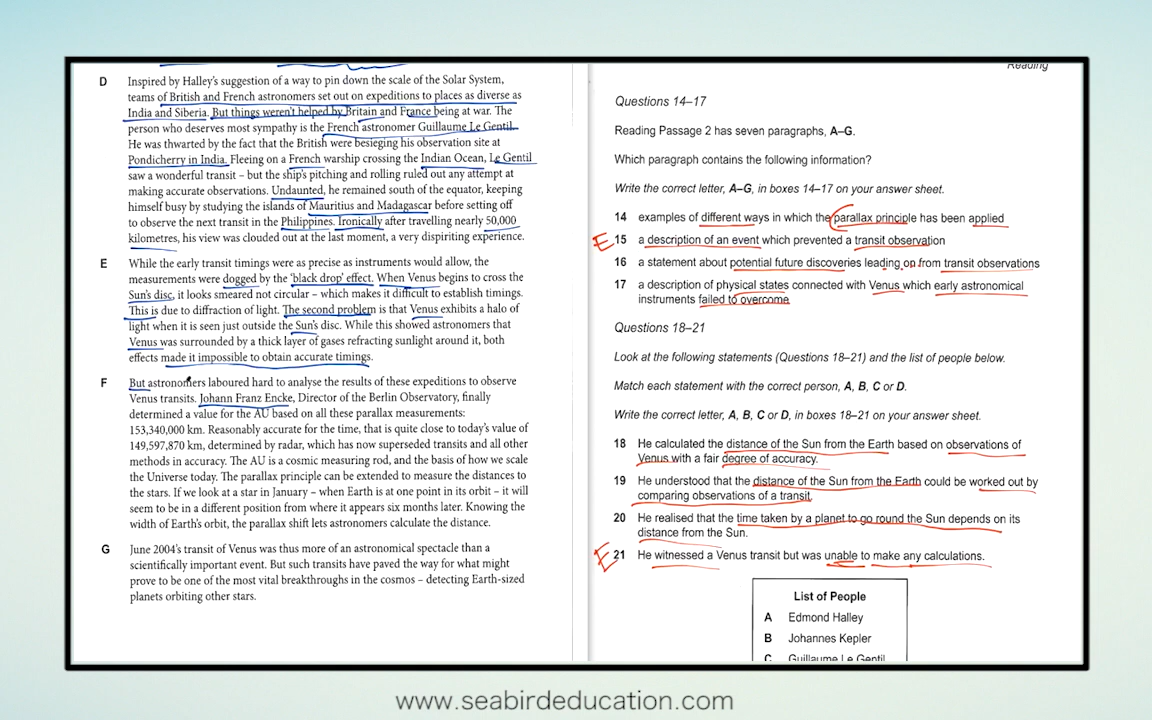 Reading
D Inspired by Halley's suggestion of a way to pin down the scale of the Solar System,
teams of British and French astronomers set out on expeditions to places as diverse as
India and Siberia. But things weren't helped by Britain and France being at war. The
person who deserves most sympathy is the French astronomer Guillaume Le Gentil.
He was thwarted by the fact that the British were besieging his observation site at
Pondicherry in India. Fleeing on a French warship crossing the Indian Ocean, Le Gentil
saw a wonderful transit – but the ship's pitching and rolling ruled out any attempt at
making accurate observations. Undaunted, he remained south of the equator, keeping
himself busy by studying the islands of Mauritius and Madagascar before setting off
to observe the next transit in the Philippines. Ironically after travelling nearly 50,000
kilometres, his view was clouded out at the last moment, a very dispiriting experience.
E While the early transit timings were as precise as instruments would allow, the
measurements were dogged by the 'black drop' effect. When Venus begins to cross the
Sun's disc, it looks smeared not circular – which makes it difficult to establish timings.
This is due to diffraction of light. The second problem is that Venus exhibits a halo of
light when it is seen just outside the Sun's disc. While this showed astronomers that
Venus was surrounded by a thick layer of gases refracting sunlight around it, both
effects made it impossible to obtain accurate timings.
F But astronomers laboured hard to analyse the results of these expeditions to observe
Venus transits. Johann Franz Encke, Director of the Berlin Observatory, finally
determined a value for the AU based on all these parallax measurements:
153,340,000 km. Reasonably accurate for the time, that is quite close to today's value of
149,597,870 km, determined by radar, which has now superseded transits and all other
methods in accuracy. The AU is a cosmic measuring rod, and the basis of how we scale
the Universe today. The parallax principle can be extended to measure the distances to
the stars. If we look at a star in January – when Earth is at one point in its orbit – it will
seem to be in a different position from where it appears six months later. Knowing the
width of Earth's orbit, the parallax shift lets astronomers calculate the distance.
G June 2004's transit of Venus was thus more of an astronomical spectacle than a
scientifically important event. But such transits have paved the way for what might
prove to be one of the most vital breakthroughs in the cosmos – detecting Earth-sized
planets orbiting other stars.
Questions 14–17
Reading Passage 2 has seven paragraphs, A–G.
Which paragraph contains the following information?
Write the correct letter, A–G, in boxes 14–17 on your answer sheet.
14 examples of different ways in which the parallax principle has been applied
E 15 a description of an event which prevented a transit observation
16 a statement about potential future discoveries leading on from transit observations
17 a description of physical states connected with Venus which early astronomical
instruments failed to overcome
Questions 18–21
Look at the following statements (Questions 18–21) and the list of people below.
Match each statement with the correct person, A, B, C or D.
Write the correct letter, A, B, C or D, in boxes 18–21 on your answer sheet.
18 He calculated the distance of the Sun from the Earth based on observations of
Venus with a fair degree of accuracy.
19 He understood that the distance of the Sun from the Earth could be worked out by
comparing observations of a transit.
20 He realised that the time taken by a planet to go round the Sun depends on its
distance from the Sun.
E 21 He witnessed a Venus transit but was unable to make any calculations.
List of People
A Edmond Halley
B Johannes Kepler
C Guillaume Le Gentil
www.seabirdeducation.com